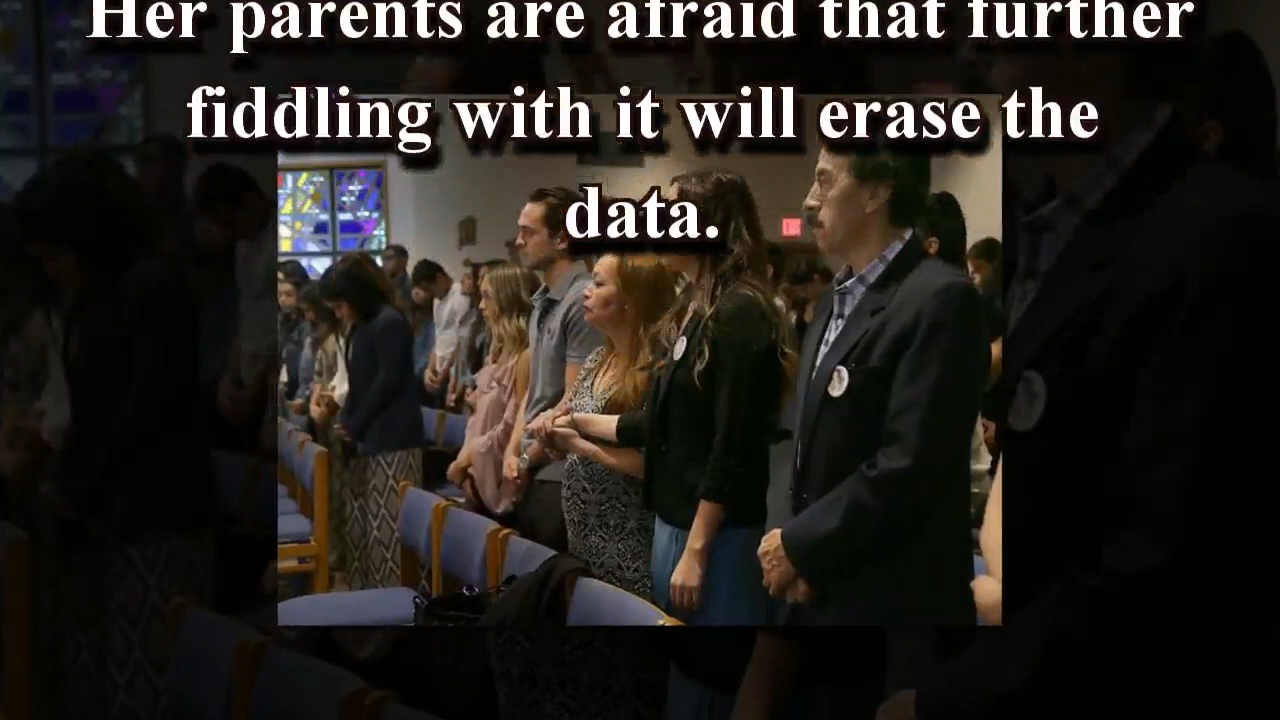 Her parents are afraid that further
fiddling with it will erase the
data.